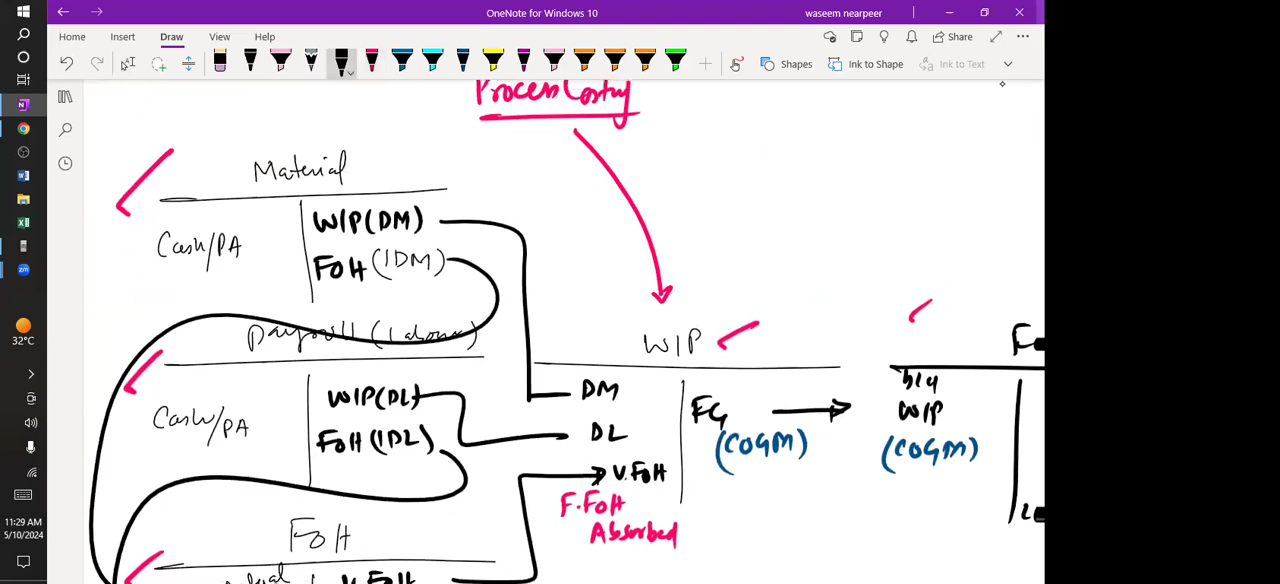 OneNote for Windows 10
waseem nearpeer
Home Insert Draw View Help
Share
Shapes
Ink to Shape
Ink to Text
Process Costing
Material
Cash/PA
WIP(DM)
FOH (IDM)
Payroll (Labour)
Cash/PA
WIP(DL)
FOH(IDL)
FOH
V.FOH
WIP
DM
DL
V.FOH
F.FOH
Absorbed
FG
(COGM)
WIP
(COGM)
32°C
11:29 AM
5/10/2024